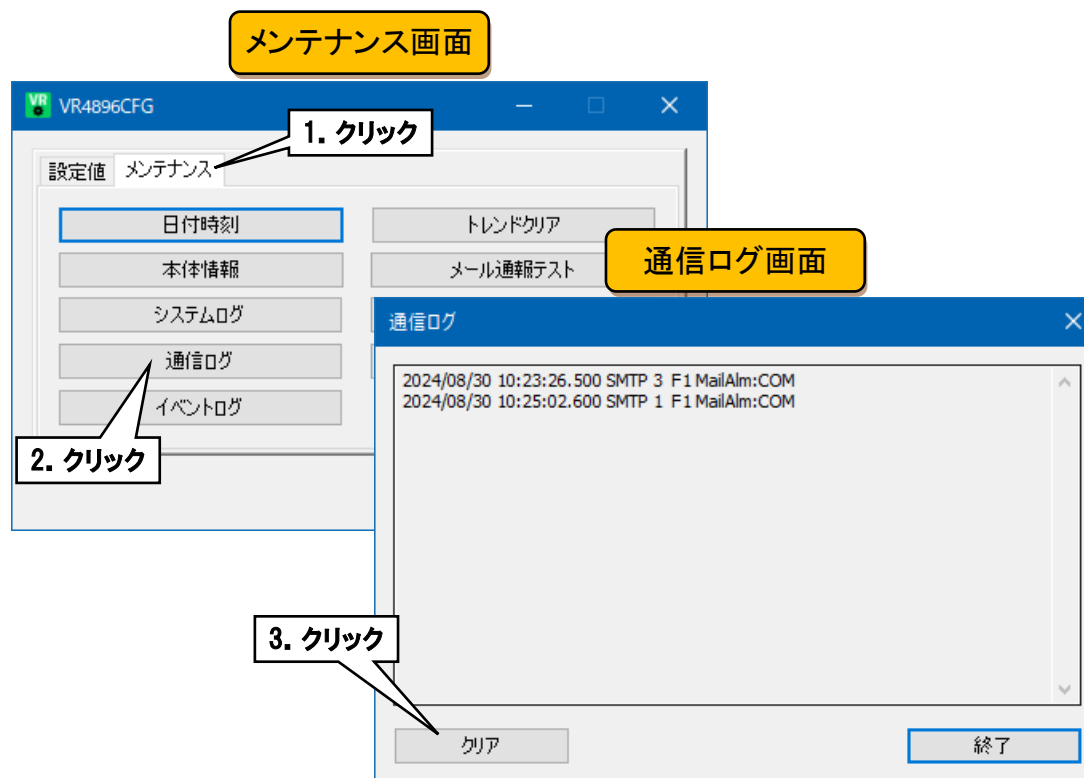 メンテナンス画面
VR4896CFG
1. クリック
設定値 メンテナンス
日付時刻 トレンドクリア
本体情報 メール通報テスト
システムログ
通信ログ
イベントログ
2. クリック
通信ログ画面
通信ログ
2024/08/30 10:23:26.500 SMTP 3 F1 MailAlm:COM
2024/08/30 10:25:02.600 SMTP 1 F1 MailAlm:COM
3. クリック
クリア 終了